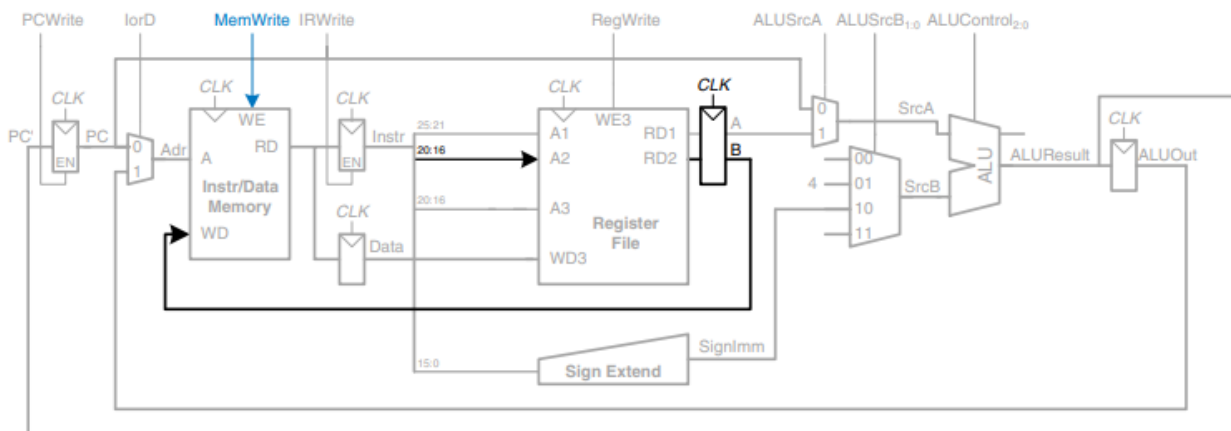 PCWrite IorD MemWrite IRWrite RegWrite ALUSrcA ALUSrcB1:0 ALUControl2:0
CLK CLK CLK CLK CLK CLK
PC' PC EN 0 1 Adr A WE RD Instr/Data Memory WD
EN Instr CLK Data
25:21 A1 WE3 RD1 A
20:16 A2 RD2 B
20:16 A3 Register File
WD3
0 1 SrcA
4 00 01 10 11 SrcB
ALU ALUResult ALUOut
SignImm
15:0 Sign Extend